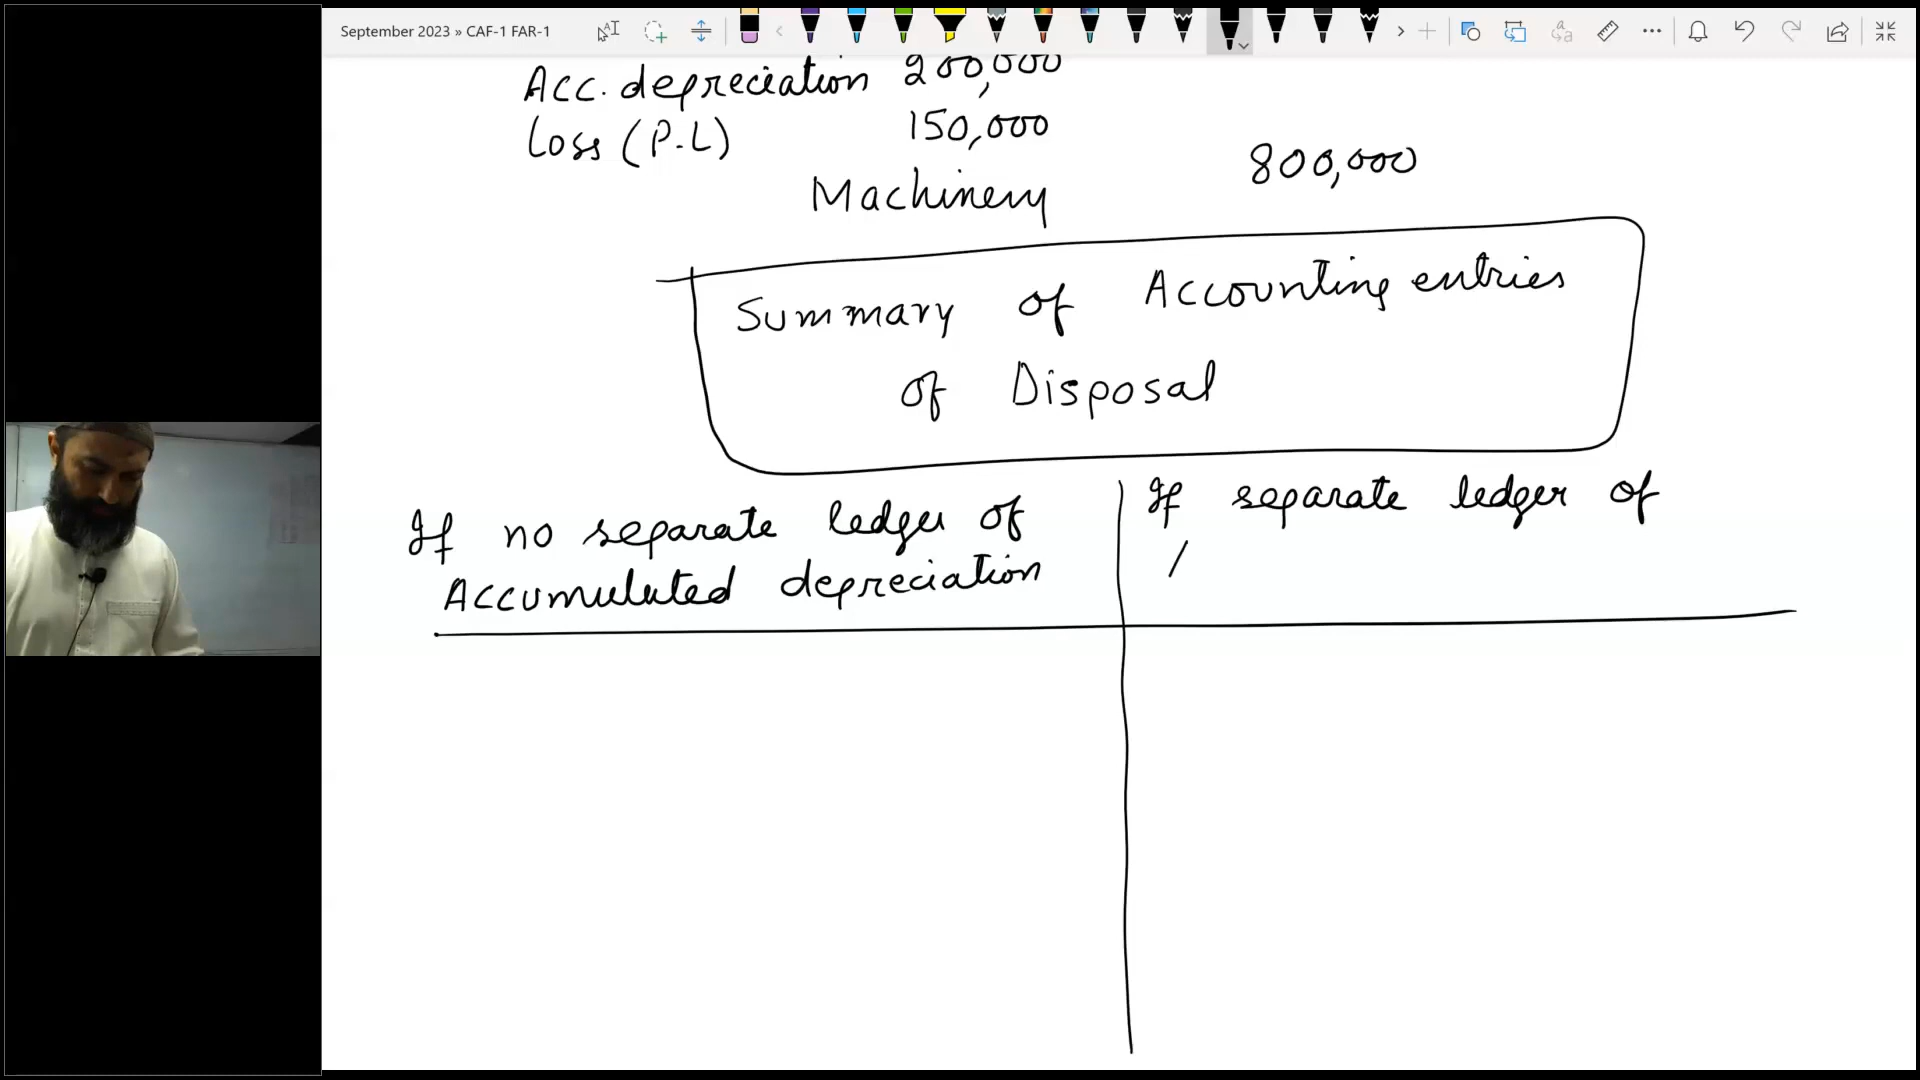 September 2023 » CAF-1 FAR-1
Acc. depreciation 200,000
Loss (P.L) 150,000
Machinery 800,000
Summary of Accounting entries
of Disposal
If no separate ledger of
Accumulated depreciation
If separate ledger of